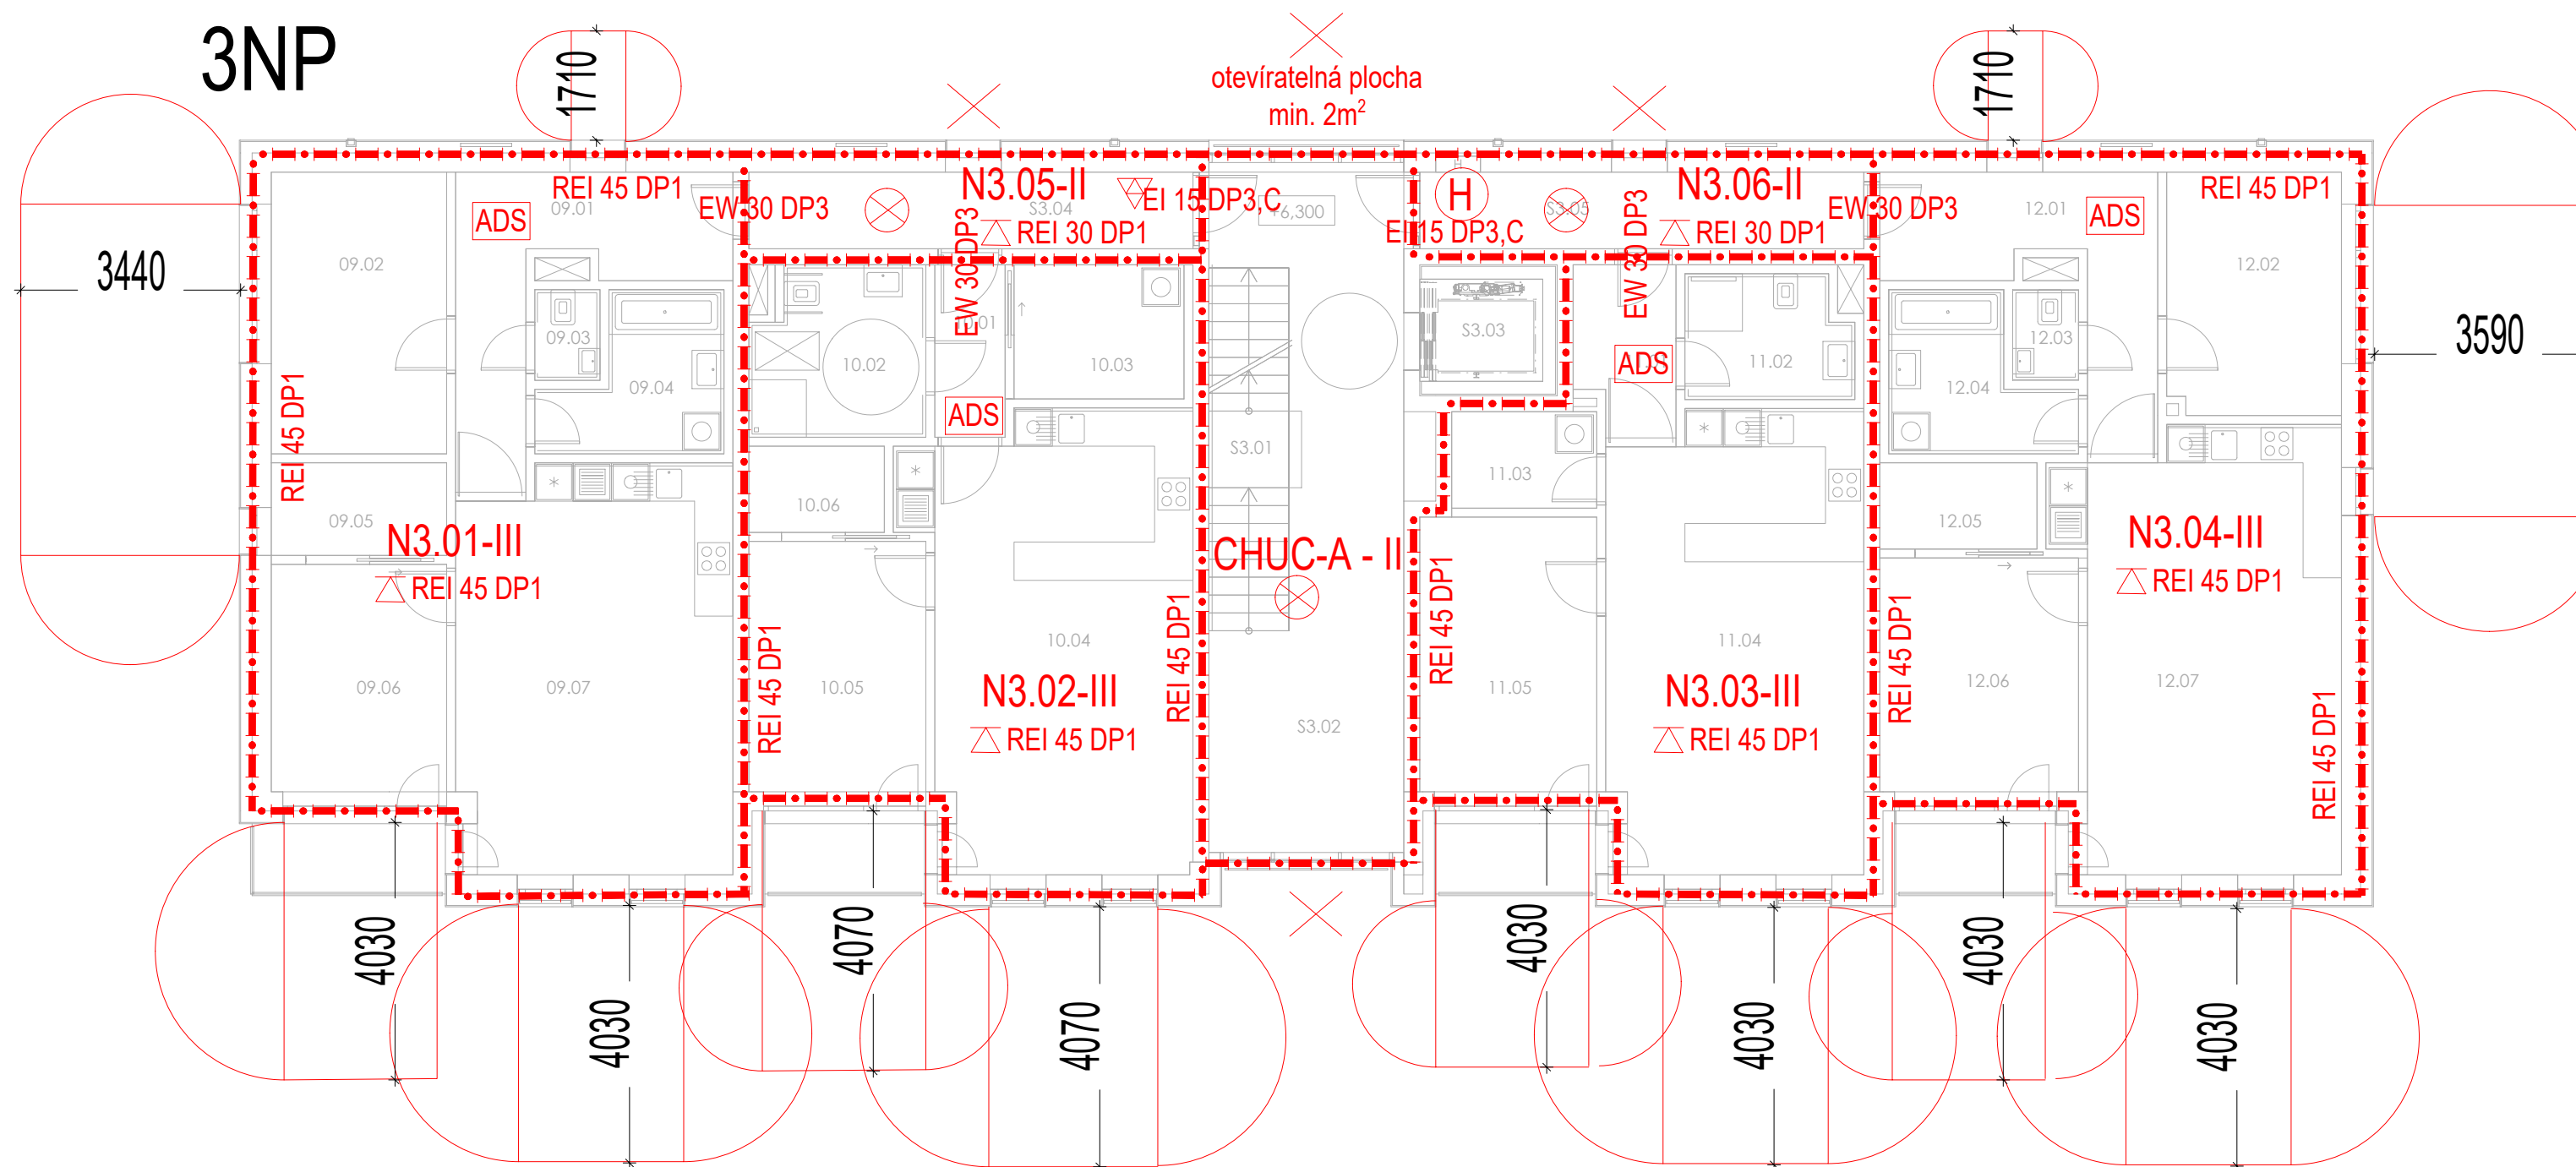 3NP
1710
otevíratelná plocha
min. 2m²
1710
REI 45 DP1
09.01
ADS
EW 30 DP3
N3.05-II
S3.04
EI 15 DP3,C
REI 30 DP1
EW 30 DP3
+6,300
H
EI 15 DP3,C
S3.05
N3.06-II
REI 30 DP1
EW 30 DP3
EW 30 DP3
12.01
ADS
REI 45 DP1
3440
09.02
09.03
09.04
10.01
10.02
10.03
S3.03
ADS
11.02
12.02
12.03
12.04
3590
REI 45 DP1
ADS
S3.01
11.03
09.05
10.06
12.05
N3.01-III
REI 45 DP1
CHUC-A - II
N3.04-III
REI 45 DP1
REI 45 DP1
10.04
REI 45 DP1
REI 45 DP1
11.04
REI 45 DP1
09.06
09.07
10.05
N3.02-III
REI 45 DP1
S3.02
11.05
N3.03-III
REI 45 DP1
12.06
12.07
REI 45 DP1
4030
4030
4070
4070
4030
4030
4030
4030